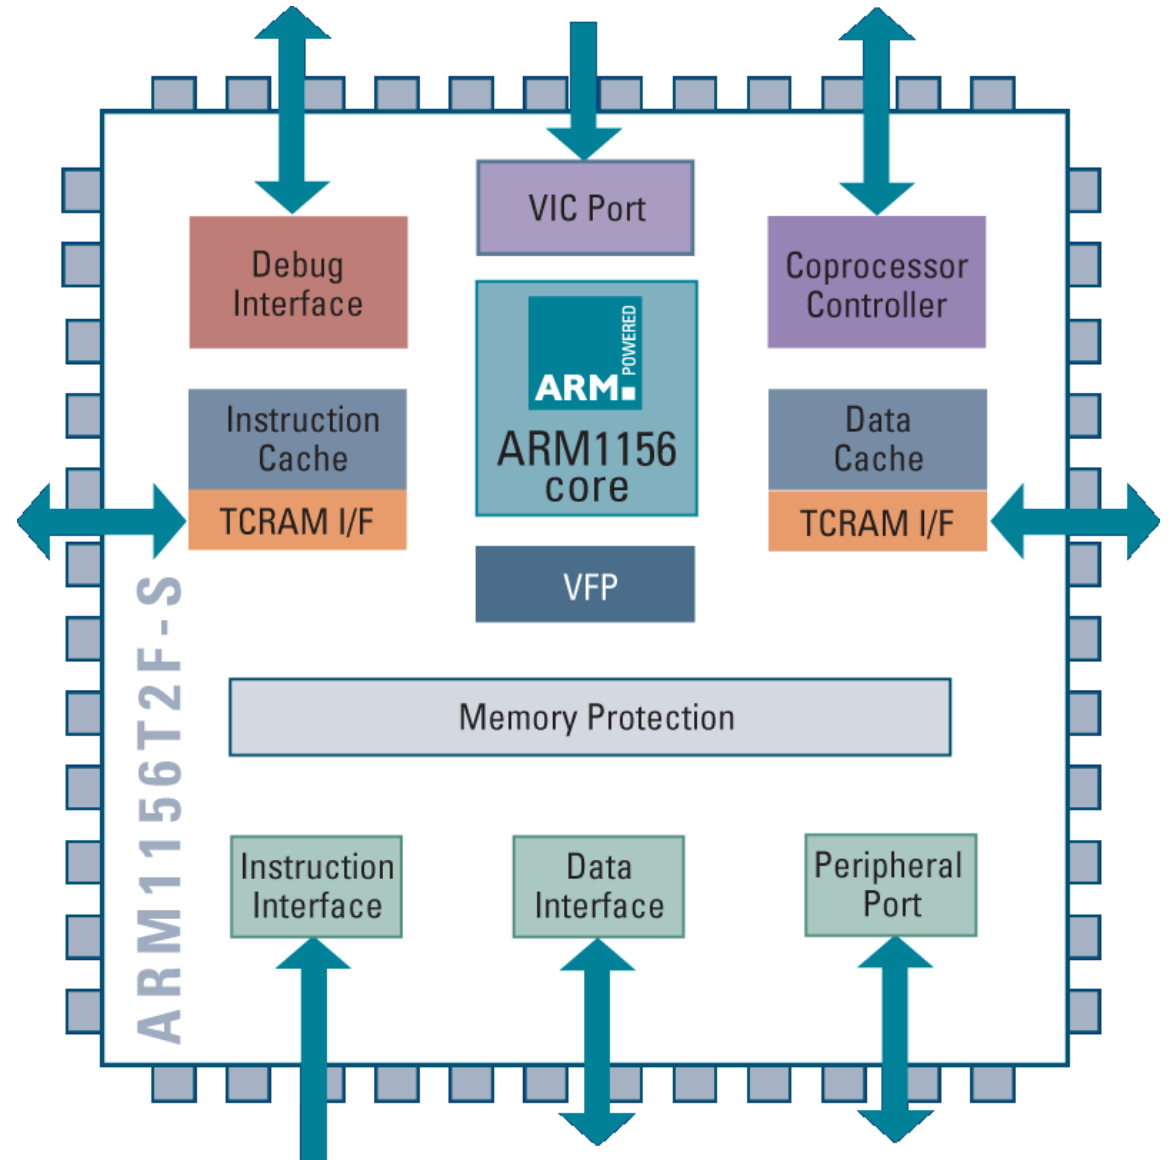 VIC Port
Debug
Interface
Coprocessor
Controller
POWERED
ARM
ARM1156
core
Instruction
Cache
TCRAM I/F
Data
Cache
TCRAM I/F
VFP
ARM1156T2F-S
Memory Protection
Instruction
Interface
Data
Interface
Peripheral
Port